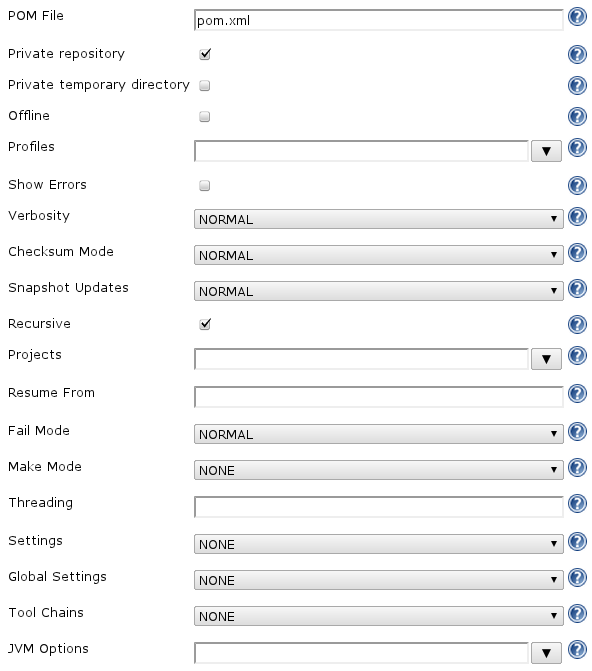 POM File pom.xml ?
Private repository ?
Private temporary directory ?
Offline ?
Profiles ?
Show Errors ?
Verbosity NORMAL ?
Checksum Mode NORMAL ?
Snapshot Updates NORMAL ?
Recursive ?
Projects ?
Resume From ?
Fail Mode NORMAL ?
Make Mode NONE ?
Threading ?
Settings NONE ?
Global Settings NONE ?
Tool Chains NONE ?
JVM Options ?